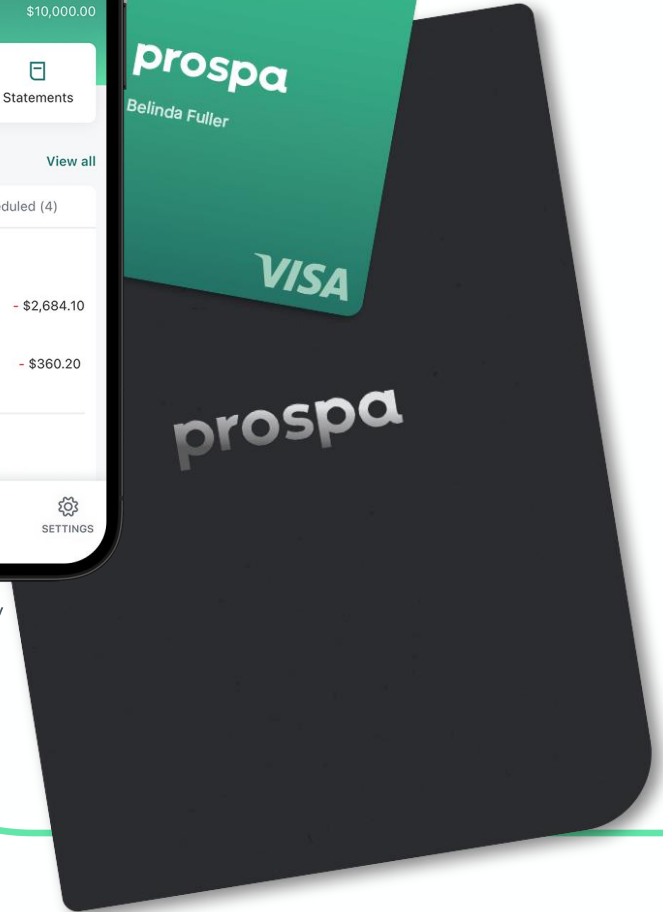 $10,000.00
Statements
View all
duled (4)
- $2,684.10
- $360.20
SETTINGS
prospa
Belinda Fuller
VISA
prospa
y